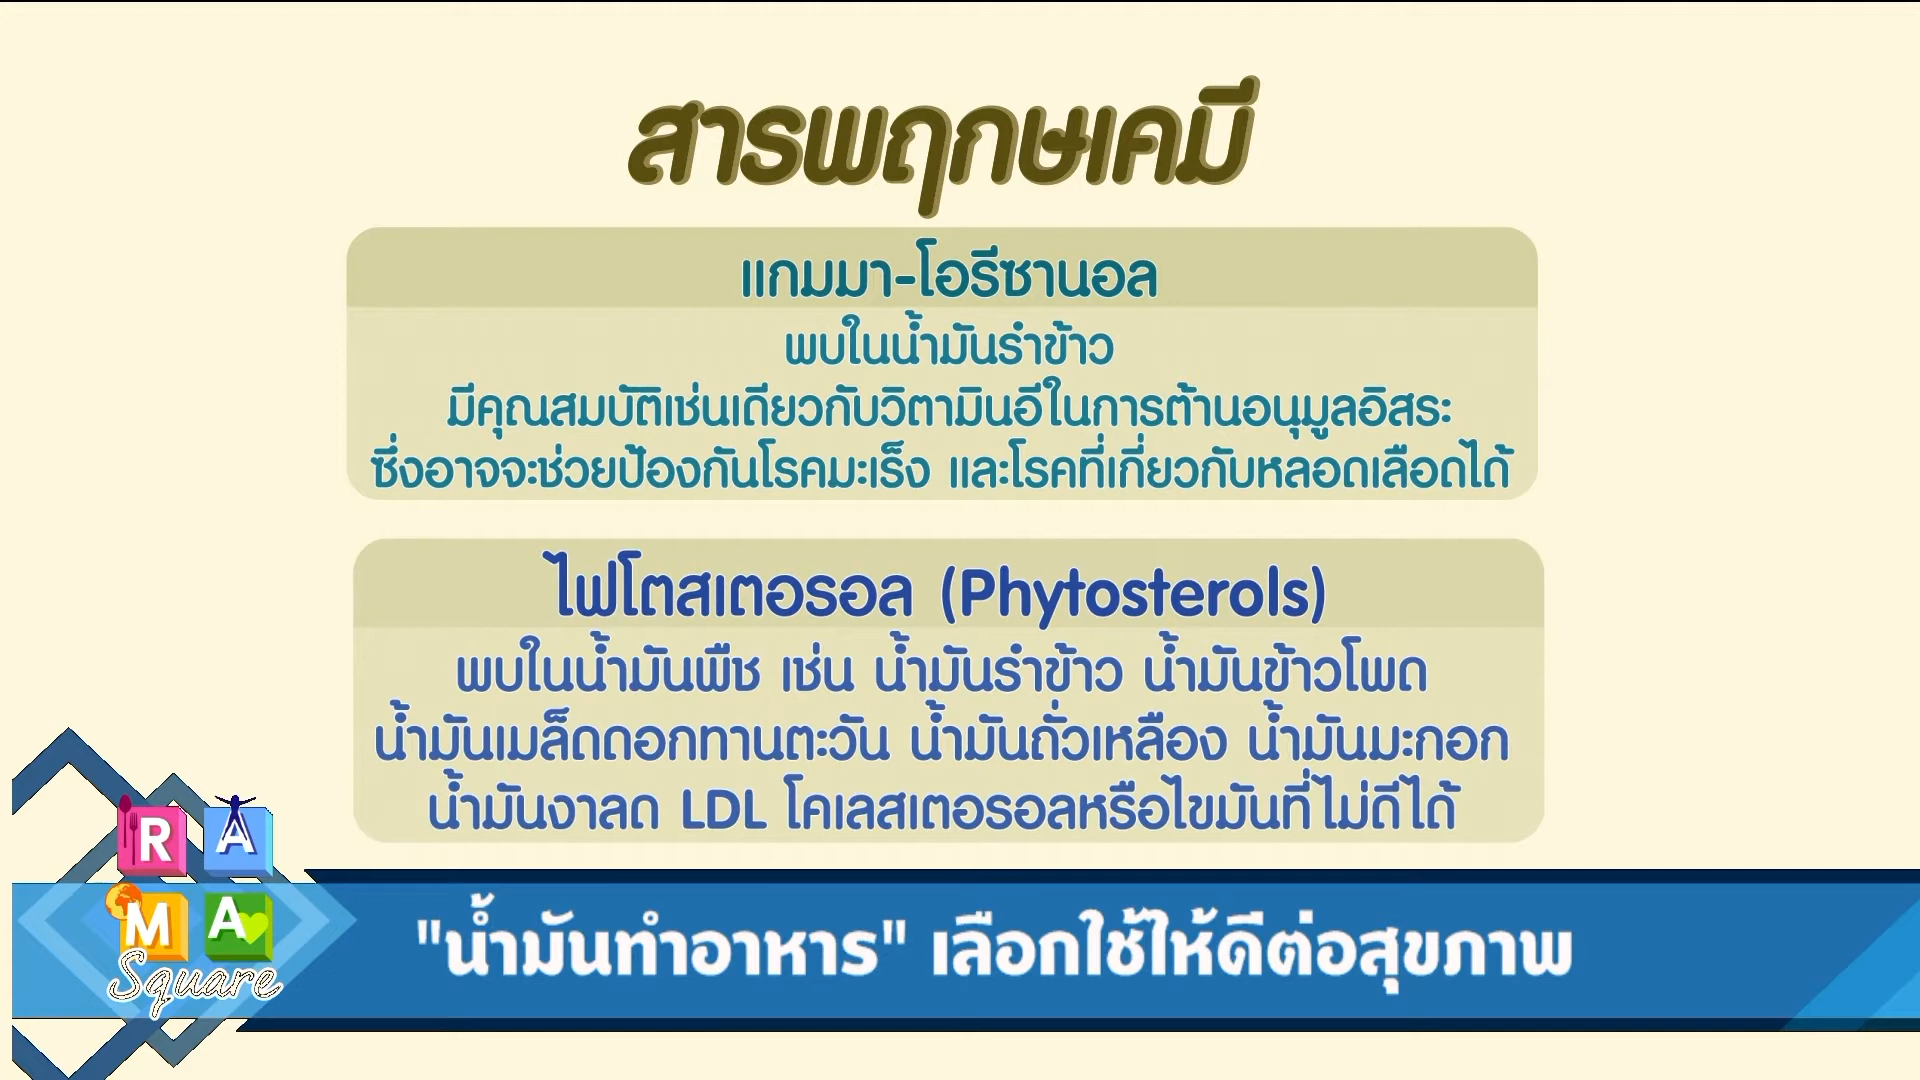 สารพฤกษเคมี
แกมมา-โอรีซานอล
พบในน้ำมันรำข้าว
มีคุณสมบัติเช่นเดียวกับวิตามินอีในการต้านอนุมูลอิสระ
ซึ่งอาจจะช่วยป้องกันโรคมะเร็ง และโรคที่เกี่ยวกับหลอดเลือดได้
ไฟโตสเตอรอล (Phytosterols)
พบในน้ำมันพืช เช่น น้ำมันรำข้าว น้ำมันข้าวโพด
น้ำมันเมล็ดดอกทานตะวัน น้ำมันถั่วเหลือง น้ำมันมะกอก
น้ำมันงาลด LDL โคเลสเตอรอลหรือไขมันที่ไม่ดีได้
RAMA
Square
"น้ำมันทำอาหาร" เลือกใช้ให้ดีต่อสุขภาพ